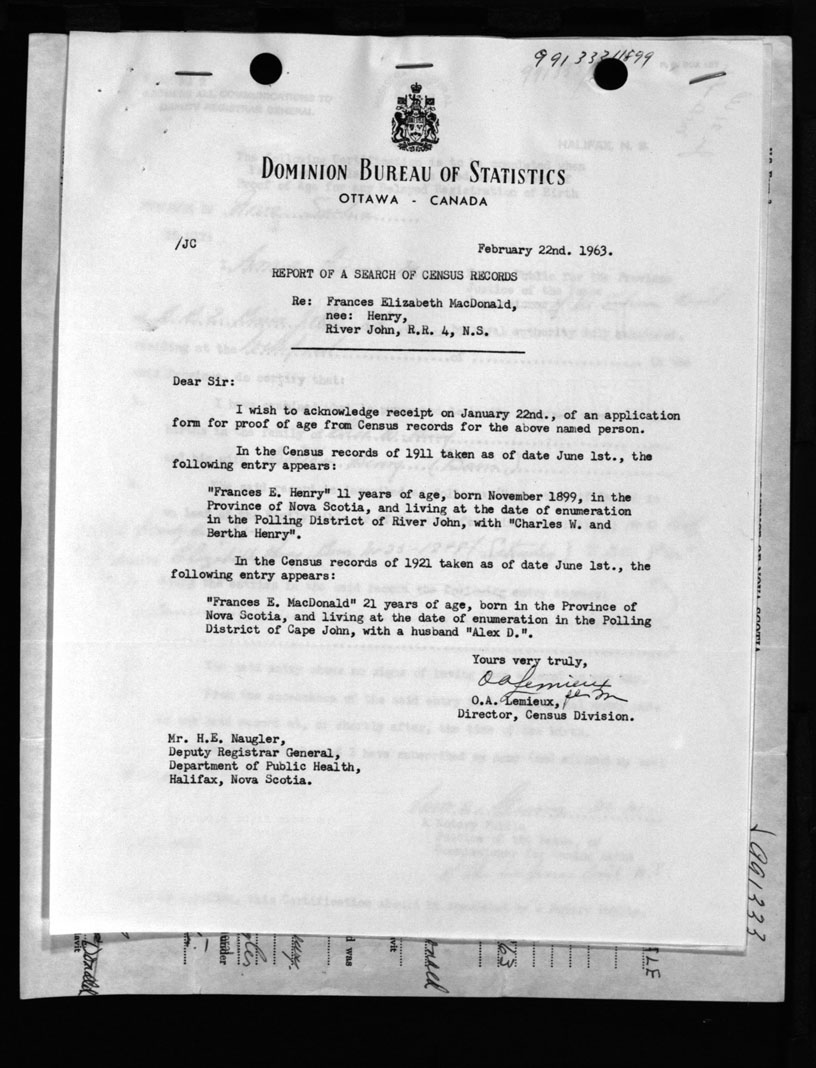 DOMINION BUREAU OF STATISTICS
OTTAWA - CANADA
/JC
February 22nd. 1963.
REPORT OF A SEARCH OF CENSUS RECORDS
Re: Frances Elizabeth MacDonald,
nee: Henry,
River John, R.R. 4, N.S.
Dear Sir:
I wish to acknowledge receipt on January 22nd., of an application
form for proof of age from Census records for the above named person.
In the Census records of 1911 taken as of date June 1st., the
following entry appears:
"Frances E. Henry" 11 years of age, born November 1899, in the
Province of Nova Scotia, and living at the date of enumeration
in the Polling District of River John, with "Charles W. and
Bertha Henry".
In the Census records of 1921 taken as of date June 1st., the
following entry appears:
"Frances E. MacDonald" 21 years of age, born in the Province of
Nova Scotia, and living at the date of enumeration in the Polling
District of Cape John, with a husband "Alex D.".
Yours very truly,
O A Lemieux
O.A. Lemieux,
Director, Census Division.
Mr. H.E. Naugler,
Deputy Registrar General,
Department of Public Health,
Halifax, Nova Scotia.
991333